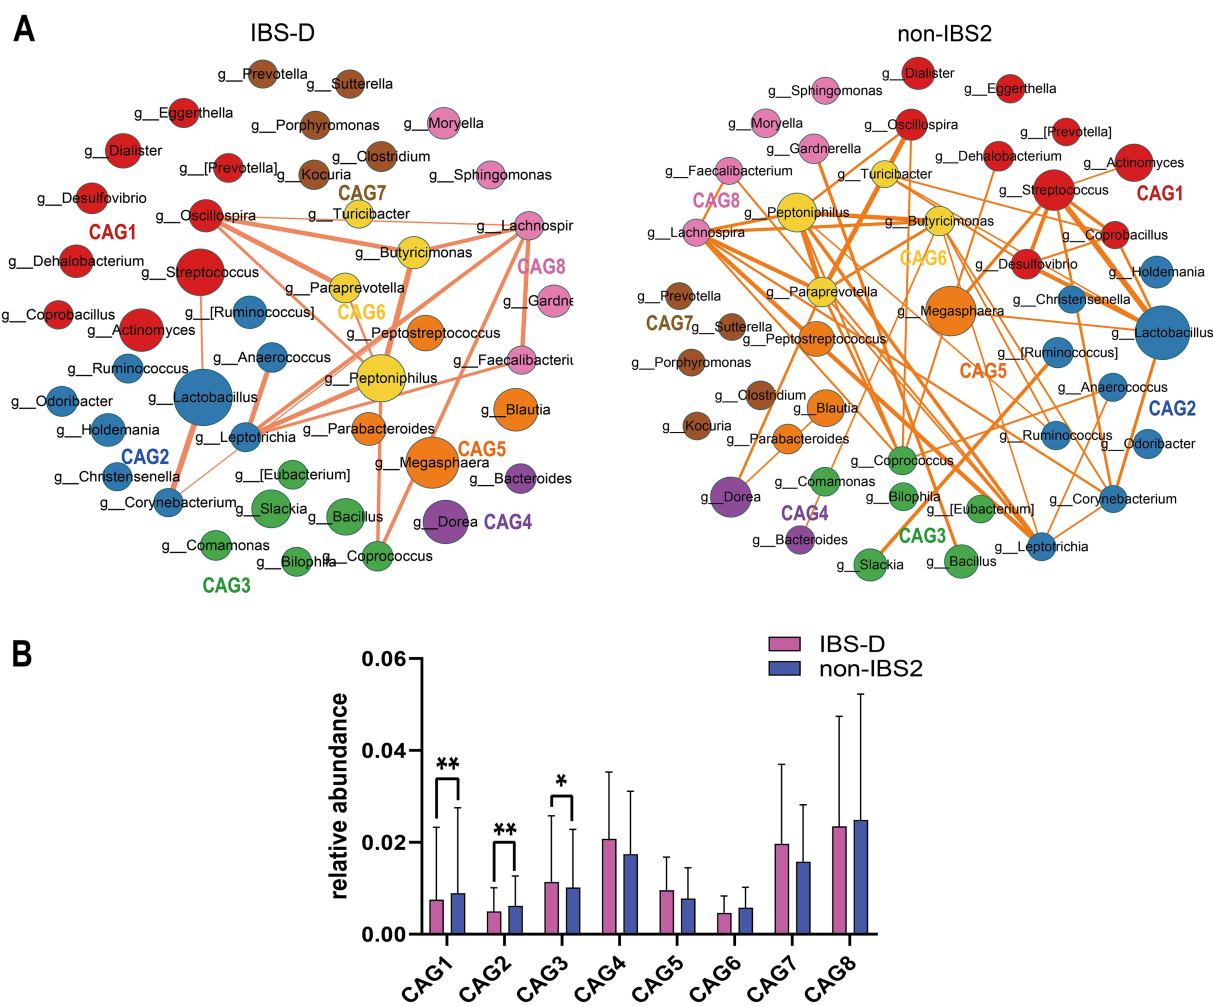 A
IBS-D
non-IBS2
g__Prevotella
g__Sutterella
g__Eggerthella
g__Porphyromonas
g__Moryella
g__Dialister
g__Clostridium
g__[Prevotella]
g__Kocuria
g__Sphingomonas
CAG7
g__Desulfovibrio
g__Oscillospira
g__Turicibacter
g__Lachnospir
CAG1
g__Butyricimonas
g__Dehalobacterium
g__Streptococcus
CAG8
g__Paraprevotella
g__Gardne
g__Coprobacillus
g__[Ruminococcus]
CAG6
g__Actinomyces
g__Peptostreptococcus
g__Anaerococcus
g__Faecalibacteriu
g__Ruminococcus
g__Peptoniphilus
g__Odoribacter
g__Lactobacillus
g__Blautia
g__Holdemania
g__Leptotrichia
g__Parabacteroides
CAG2
CAG5
g__Megasphaera
g__Christensenella
g__[Eubacterium]
g__Bacteroides
g__Corynebacterium
g__Slackia
g__Bacillus
g__Dorea
CAG4
g__Comamonas
g__Bilophila
g__Coprococcus
CAG3
g__Dialister
g__Sphingomonas
g__Eggerthella
g__Moryella
g__Oscillospira
g__[Prevotella]
g__Gardnerella
g__Dehalobacterium
g__Actinomyces
g__Faecalibacterium
g__Turicibacter
g__Streptococcus
CAG1
CAG8
g__Peptoniphilus
g__Butyricimonas
g__Lachnospira
g__Coprobacillus
CAG6
g__Desulfovibrio
g__Holdemania
g__Paraprevotella
g__Prevotella
g__Christensenella
g__Megasphaera
CAG7
g__Sutterella
g__Lactobacillus
g__Peptostreptococcus
g__[Ruminococcus]
g__Porphyromonas
CAG5
g__Anaerococcus
g__Clostridium
g__Blautia
CAG2
g__Kocuria
g__Parabacteroides
g__Ruminococcus
g__Odoribacter
g__Coprococcus
g__Comamonas
g__Dorea
g__Bilophila
g__Corynebacterium
g__[Eubacterium]
CAG4
CAG3
g__Bacteroides
g__Leptotrichia
g__Slackia
g__Bacillus
B
IBS-D
non-IBS2
relative abundance
0.06
0.04
0.02
0.00
**
**
*
CAG1
CAG2
CAG3
CAG4
CAG5
CAG6
CAG7
CAG8